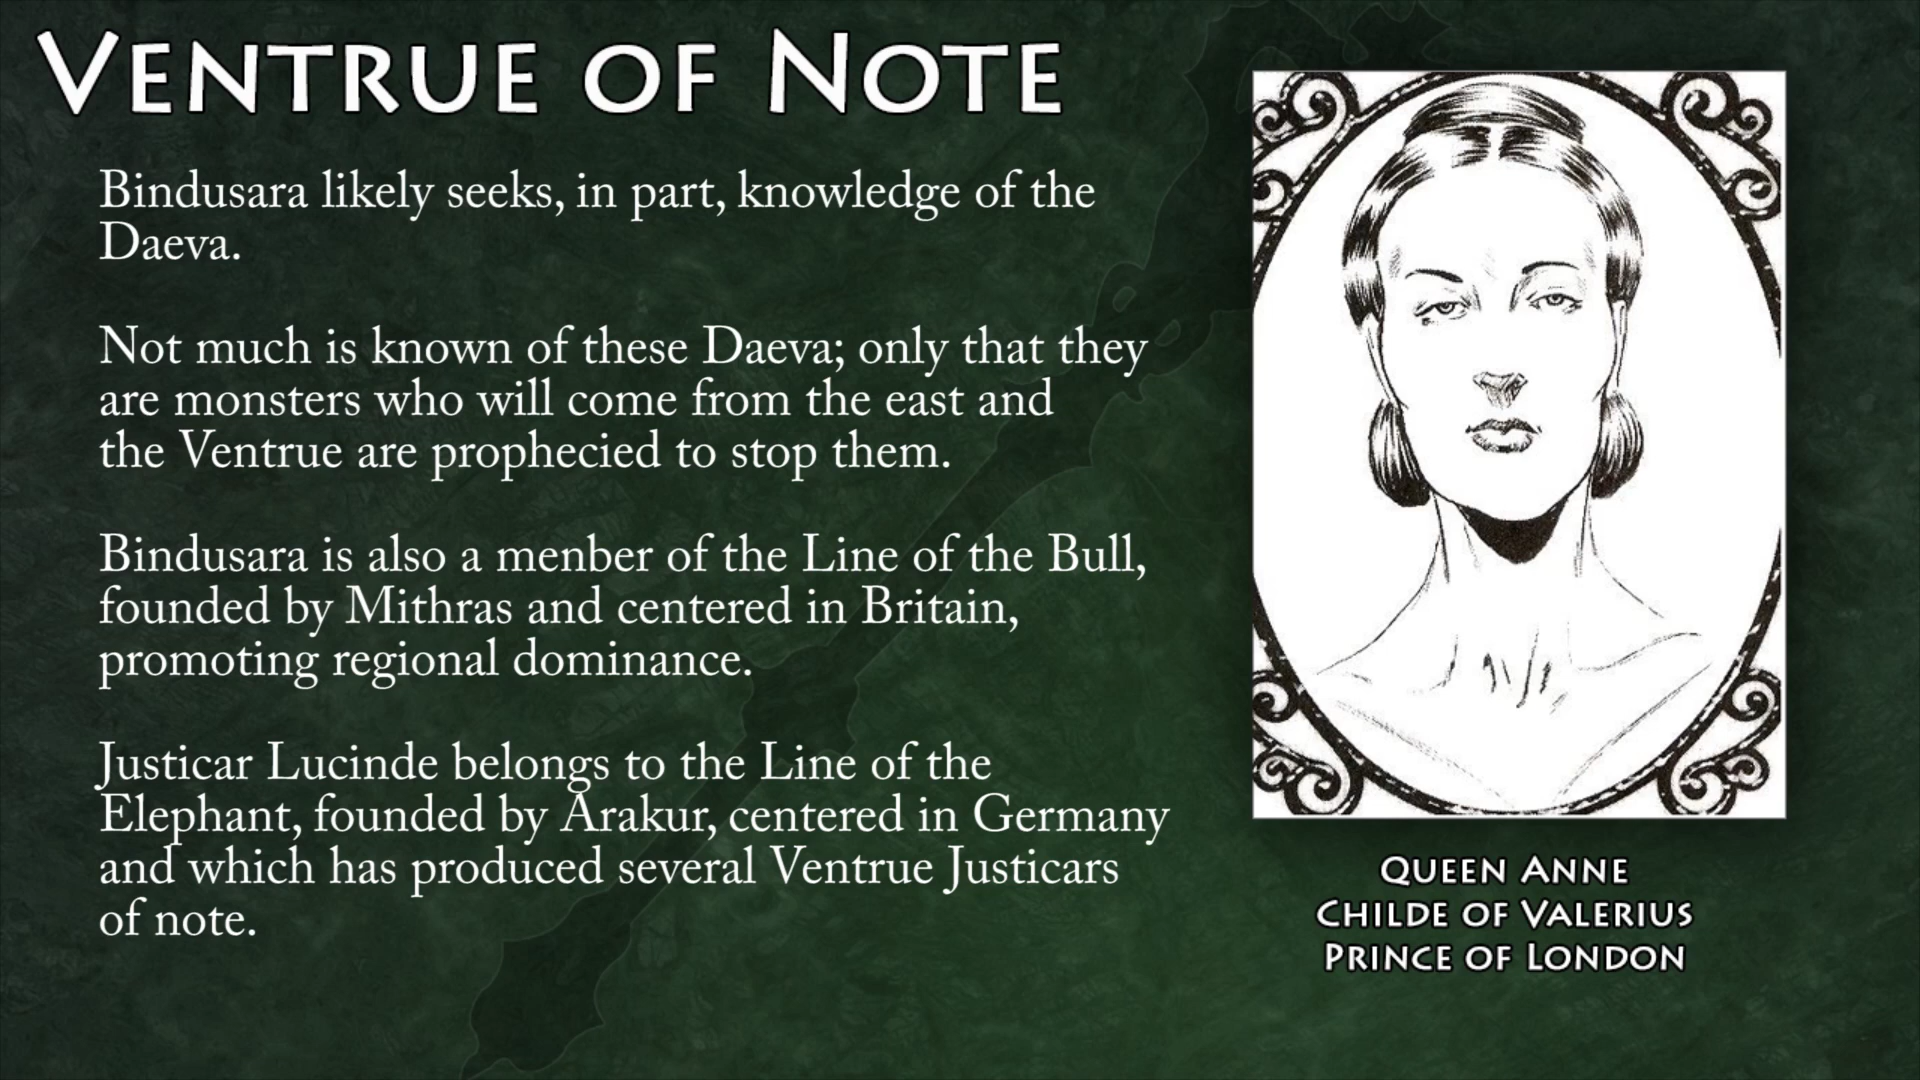 Ventrue of Note
Bindusara likely seeks, in part, knowledge of the
Daeva.
Not much is known of these Daeva; only that they
are monsters who will come from the east and
the Ventrue are prophecied to stop them.
Bindusara is also a menber of the Line of the Bull,
founded by Mithras and centered in Britain,
promoting regional dominance.
Justicar Lucinde belongs to the Line of the
Elephant, founded by Arakur, centered in Germany
and which has produced several Ventrue Justicars
of note.
Queen Anne
Childe of Valerius
Prince of London